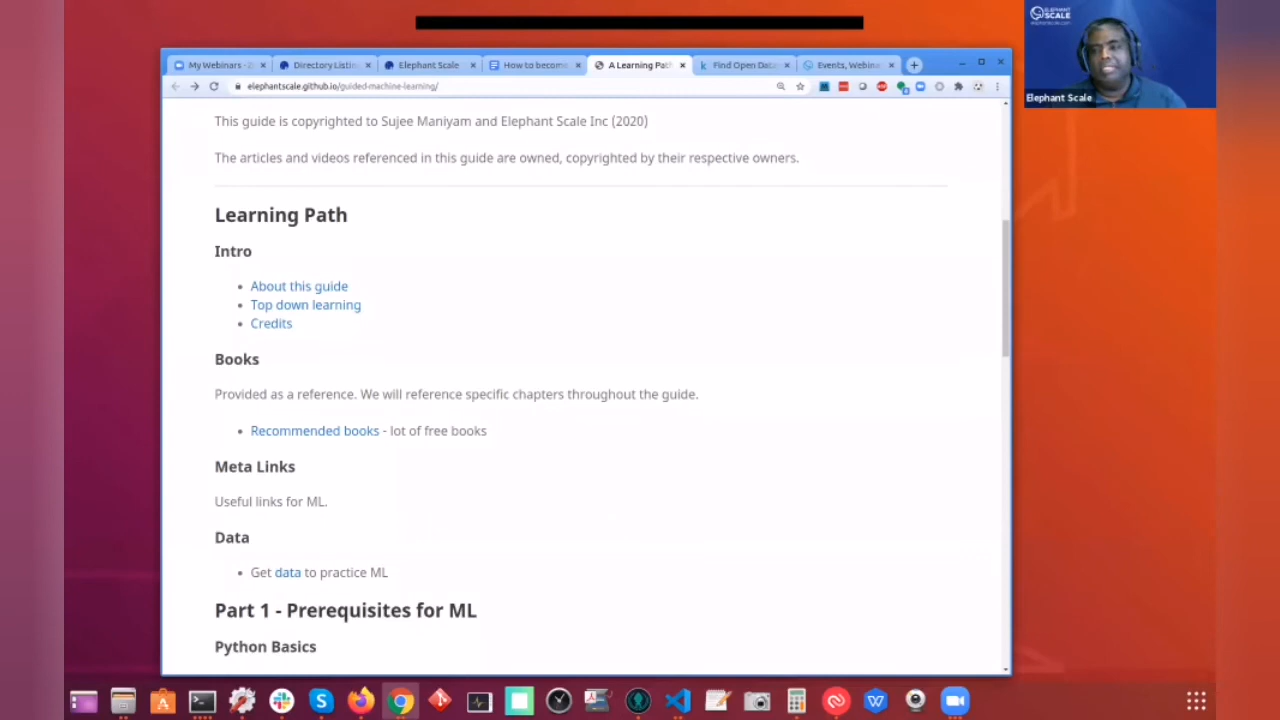 ELEPHANT
SCALE
elephantscale.com
Elephant Scale
My Webinars - Z
Directory Listin
Elephant Scale
How to become
A Learning Path
Find Open Data
Events, Webina
elephantscale.github.io/guided-machine-learning/
This guide is copyrighted to Sujee Maniyam and Elephant Scale Inc (2020)
The articles and videos referenced in this guide are owned, copyrighted by their respective owners.
Learning Path
Intro
About this guide
Top down learning
Credits
Books
Provided as a reference. We will reference specific chapters throughout the guide.
Recommended books - lot of free books
Meta Links
Useful links for ML.
Data
Get data to practice ML
Part 1 - Prerequisites for ML
Python Basics